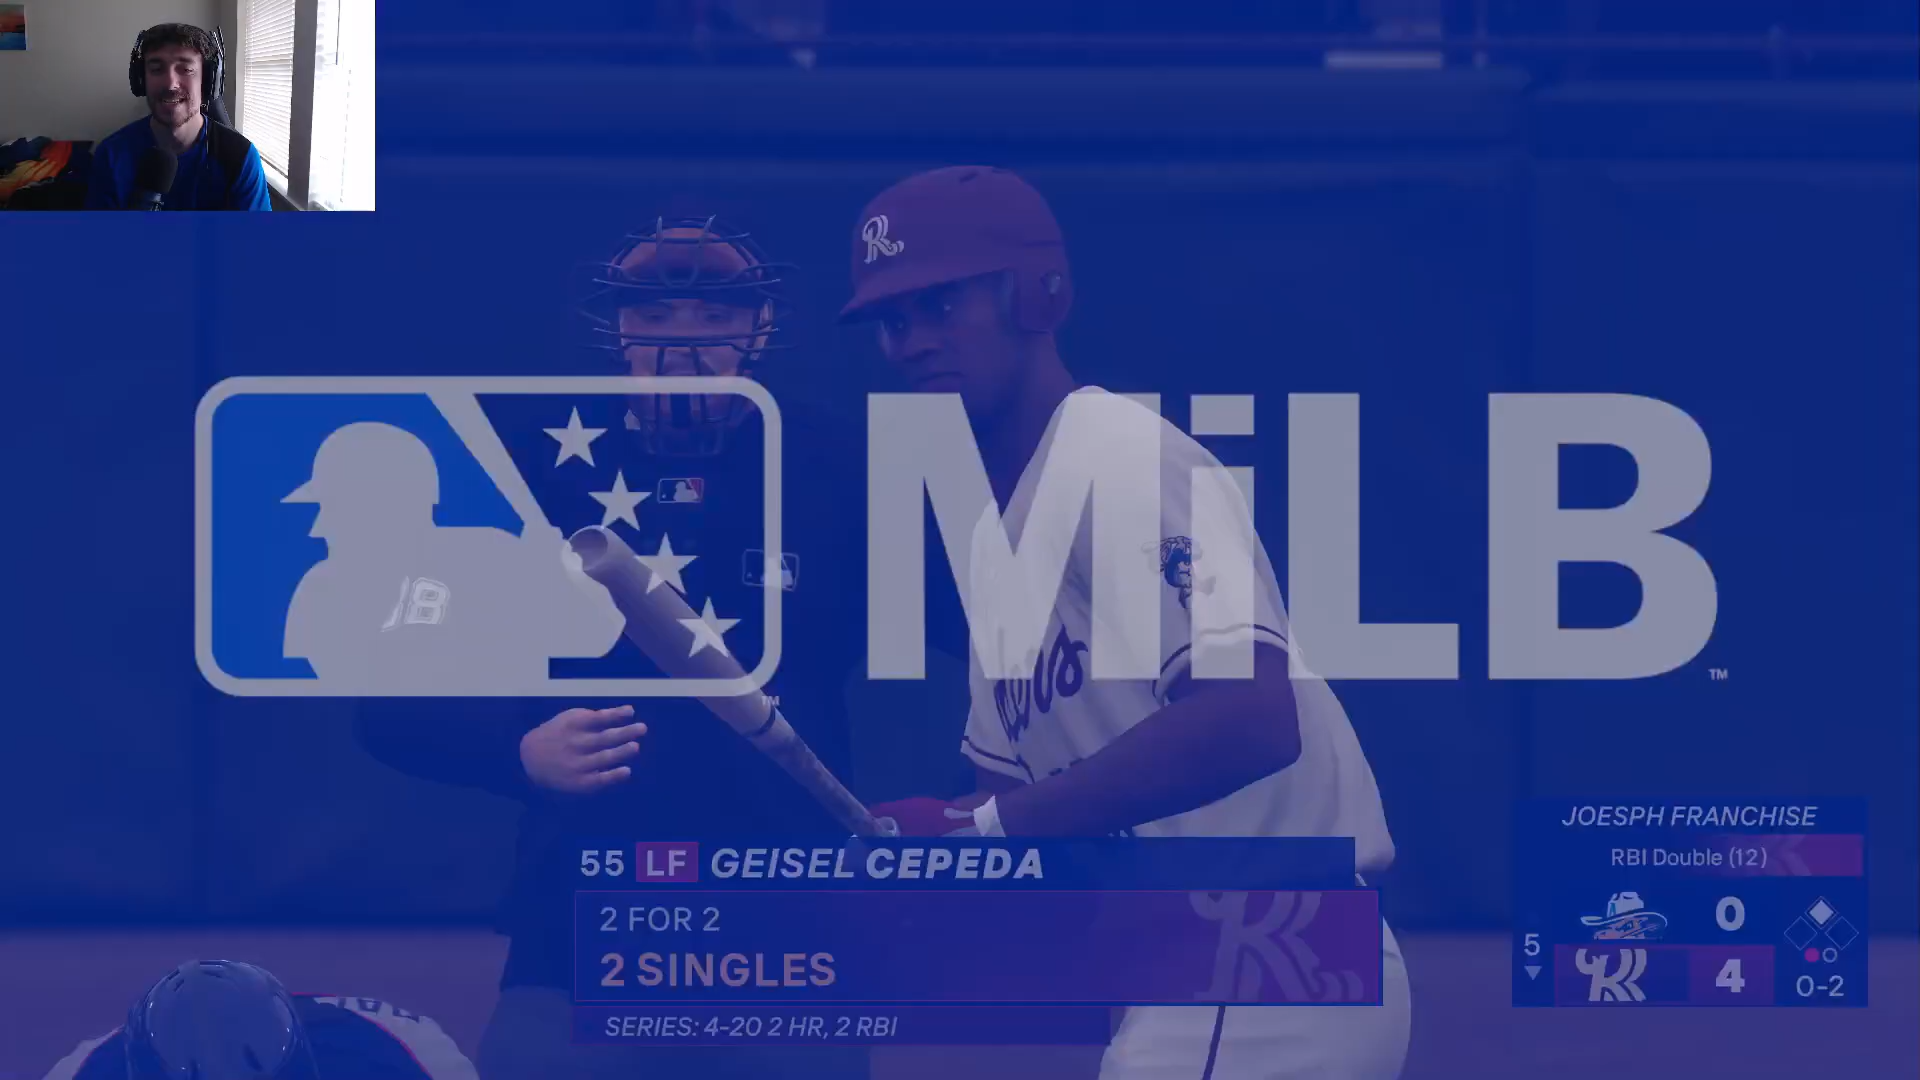 R
MiLB
TM
TM
55 LF GEISEL CEPEDA
2 FOR 2
2 SINGLES
SERIES: 4-20 2 HR, 2 RBI
JOESPH FRANCHISE
RBI Double (12)
0
5
R 4
0-2